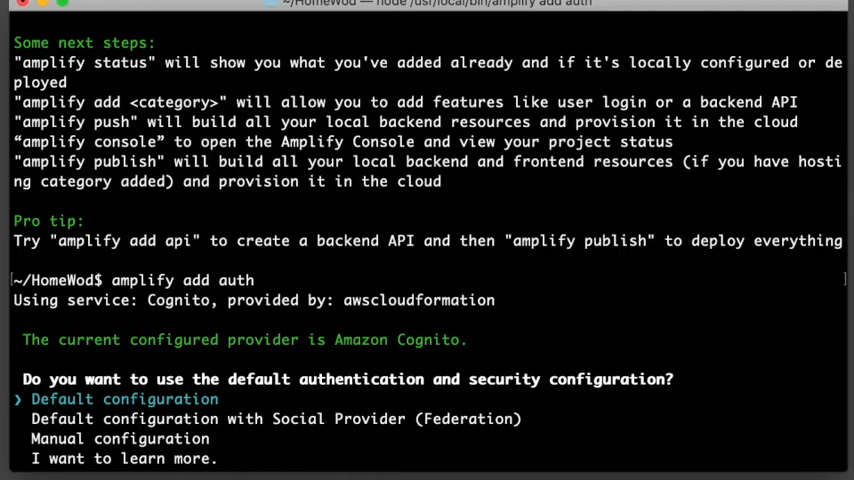 ~/HomeWod — node /usr/local/bin/amplify add auth
Some next steps:
"amplify status" will show you what you've added already and if it's locally configured or de
ployed
"amplify add <category>" will allow you to add features like user login or a backend API
"amplify push" will build all your local backend resources and provision it in the cloud
“amplify console” to open the Amplify Console and view your project status
"amplify publish" will build all your local backend and frontend resources (if you have hosti
ng category added) and provision it in the cloud
Pro tip:
Try "amplify add api" to create a backend API and then "amplify publish" to deploy everything
[~/HomeWod$ amplify add auth ]
Using service: Cognito, provided by: awscloudformation
The current configured provider is Amazon Cognito.
Do you want to use the default authentication and security configuration?
❯ Default configuration
Default configuration with Social Provider (Federation)
Manual configuration
I want to learn more.